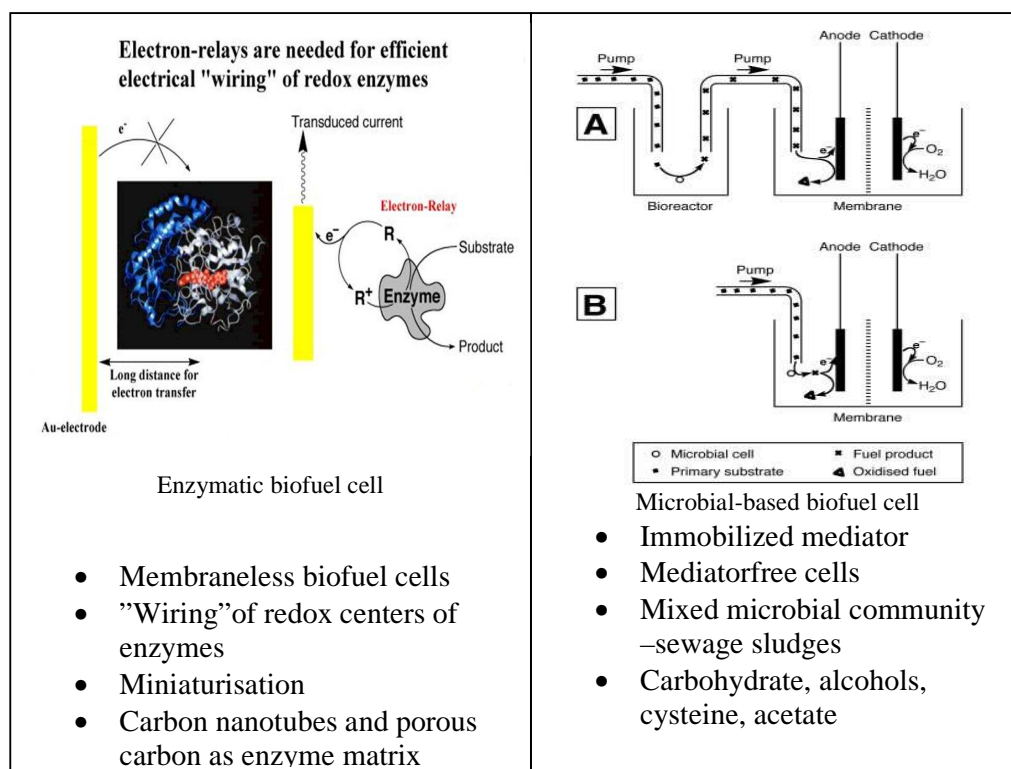 Electron-relays are needed for efficient
electrical "wiring" of redox enzymes
e-
Transduced current
Electron-Relay
e−
R
Substrate
R+
Enzyme
Product
Long distance for
electron transfer
Au-electrode
Enzymatic biofuel cell
• Membraneless biofuel cells
• ”Wiring”of redox centers of
enzymes
• Miniaturisation
• Carbon nanotubes and porous
carbon as enzyme matrix
Anode Cathode
Pump
Pump
A
e−
e−
O2
H2O
Bioreactor
Membrane
Anode Cathode
Pump
B
e−
e−
O2
H2O
Membrane
Microbial cell
Fuel product
Primary substrate
Oxidised fuel
Microbial-based biofuel cell
• Immobilized mediator
• Mediatorfree cells
• Mixed microbial community
–sewage sludges
• Carbohydrate, alcohols,
cysteine, acetate